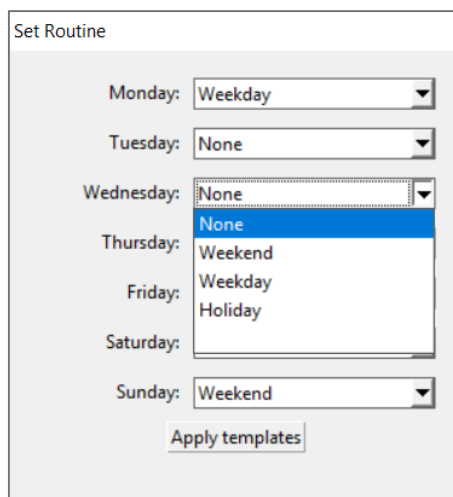 Set Routine
Monday: Weekday
Tuesday: None
Wednesday: None
None
Thursday: Weekend
Weekday
Friday: Holiday
Saturday:
Sunday: Weekend
Apply templates